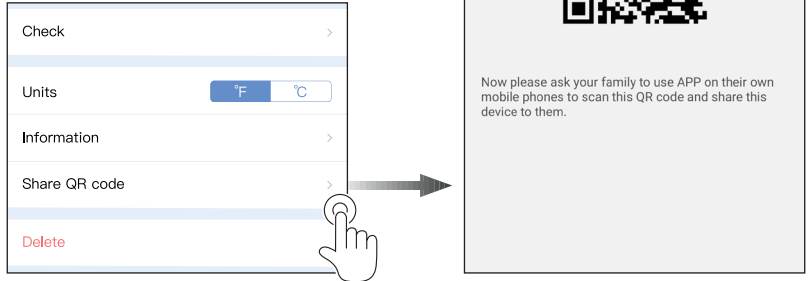 Check
Units
°F
°C
Information
Share QR code
Delete
Now please ask your family to use APP on their own
mobile phones to scan this QR code and share this
device to them.